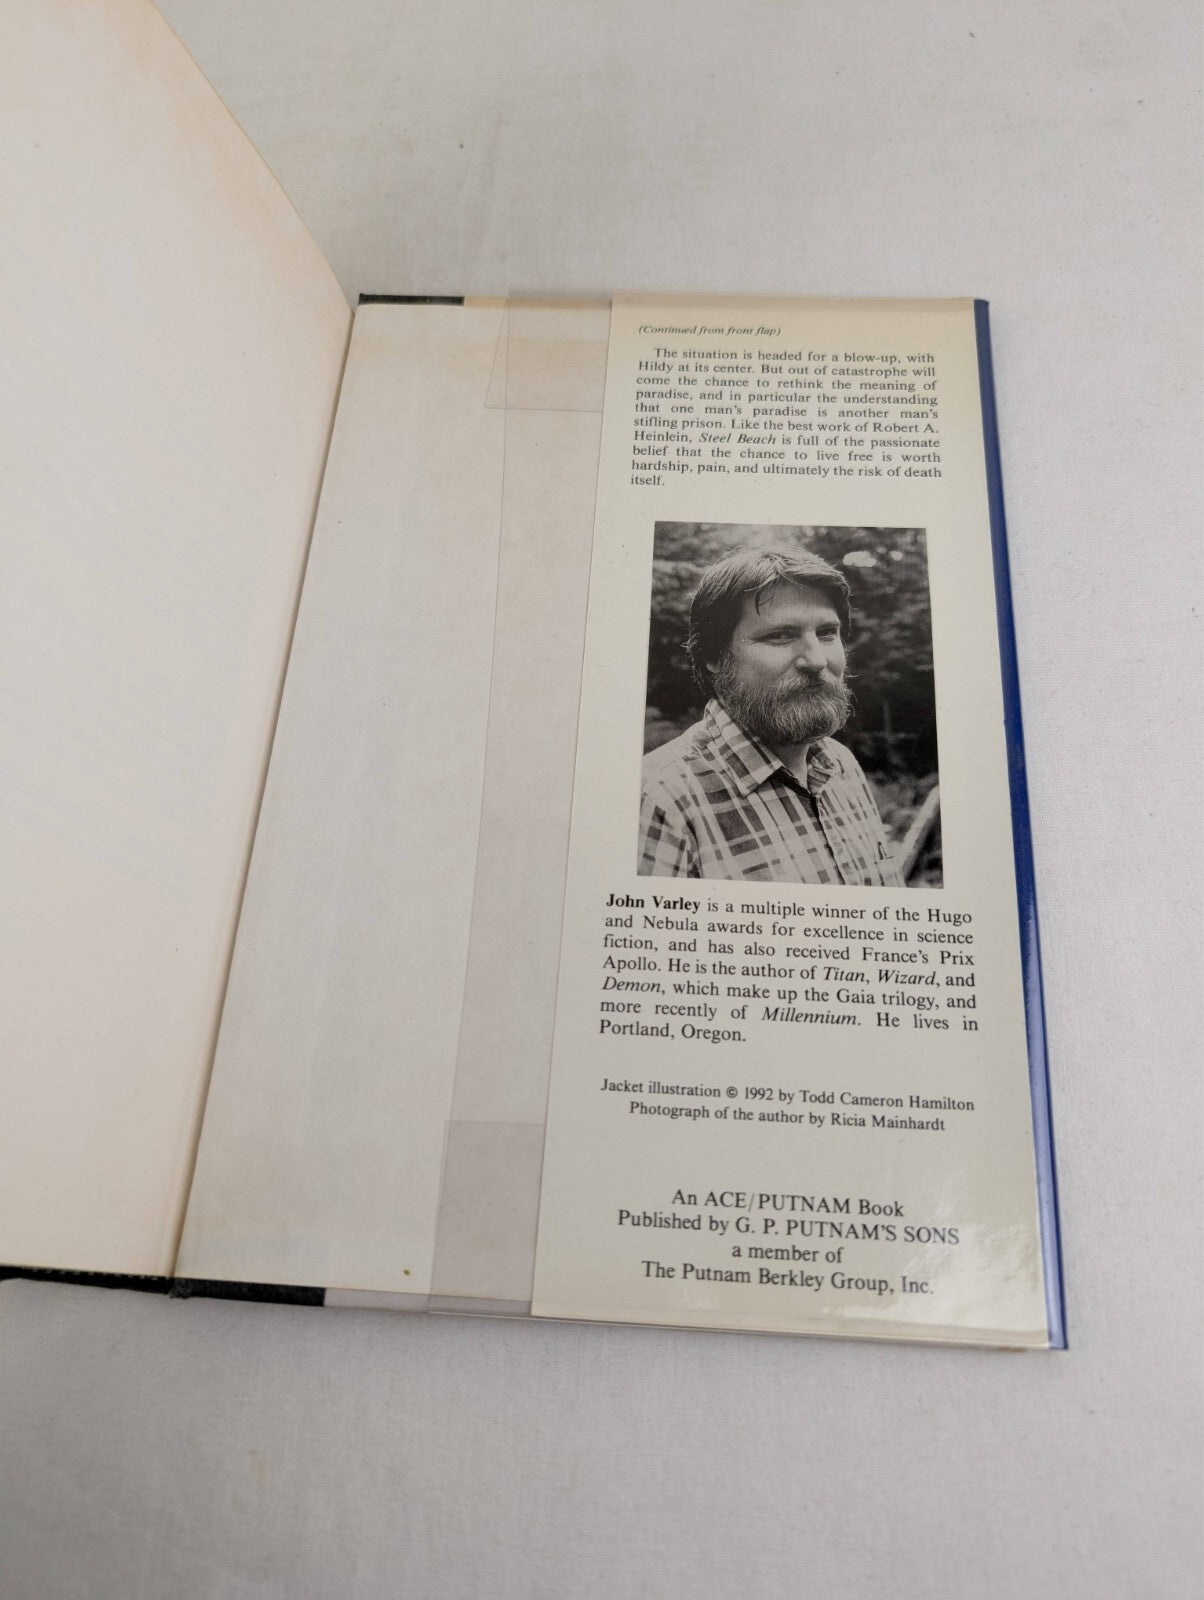 (Continued from front flap)
The situation is headed for a blow-up, with
Hildy at its center. But out of catastrophe will
come the chance to rethink the meaning of
paradise, and in particular the understanding
that one man's paradise is another man's
stifling prison. Like the best work of Robert A.
Heinlein, Steel Beach is full of the passionate
belief that the chance to live free is worth
hardship, pain, and ultimately the risk of death
itself.
John Varley is a multiple winner of the Hugo
and Nebula awards for excellence in science
fiction, and has also received France's Prix
Apollo. He is the author of Titan, Wizard, and
Demon, which make up the Gaia trilogy, and
more recently of Millennium. He lives in
Portland, Oregon.
Jacket illustration © 1992 by Todd Cameron Hamilton
Photograph of the author by Ricia Mainhardt
An ACE/PUTNAM Book
Published by G. P. PUTNAM'S SONS
a member of
The Putnam Berkley Group, Inc.